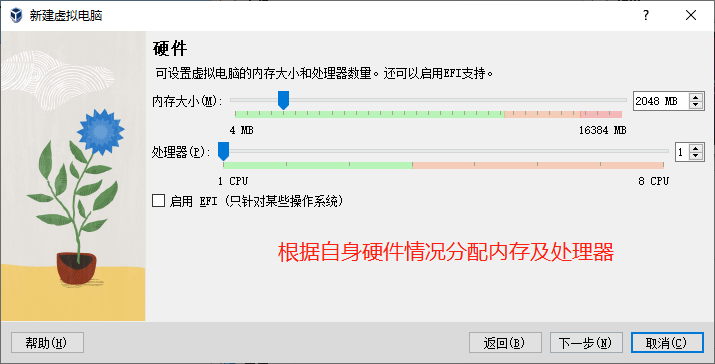 新建虚拟电脑
硬件
可设置虚拟电脑的内存大小和处理器数量。还可以启用EFI支持。
内存大小(M): 2048 MB
4 MB 16384 MB
处理器(P): 1
1 CPU 8 CPU
启用 EFI (只针对某些操作系统)
根据自身硬件情况分配内存及处理器
帮助(H) 返回(B) 下一步(N) 取消(C)